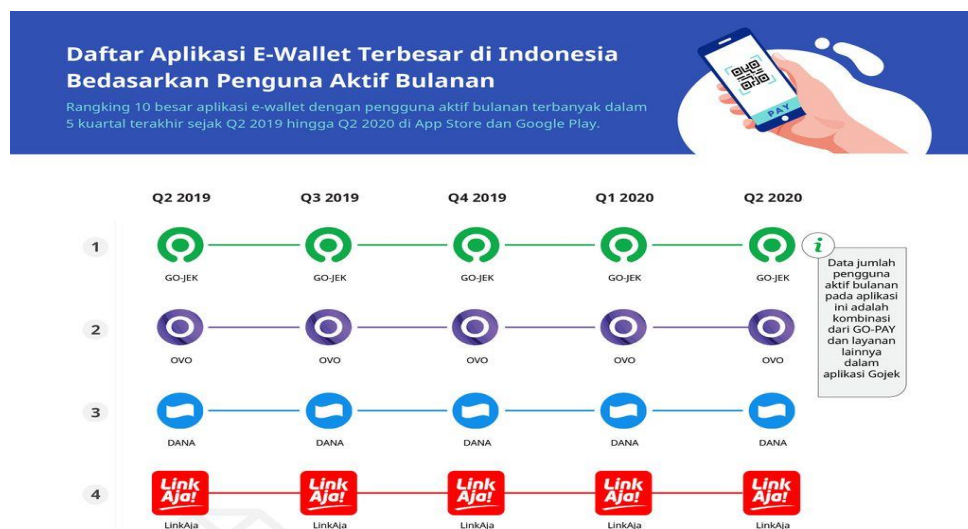 Daftar Aplikasi E-Wallet Terbesar di Indonesia
Bedasarkan Penguna Aktif Bulanan
Rangking 10 besar aplikasi e-wallet dengan pengguna aktif bulanan terbanyak dalam
5 kuartal terakhir sejak Q2 2019 hingga Q2 2020 di App Store dan Google Play.
PAY
Q2 2019 Q3 2019 Q4 2019 Q1 2020 Q2 2020
1
GO-JEK GO-JEK GO-JEK GO-JEK GO-JEK
i
Data jumlah
pengguna
aktif bulanan
pada aplikasi
ini adalah
kombinasi
dari GO-PAY
dan layanan
lainnya
dalam
aplikasi Gojek
2
OVO OVO OVO OVO OVO
3
DANA DANA DANA DANA DANA
4
Link Aja! Link Aja! Link Aja! Link Aja! Link Aja!
LinkAja LinkAja LinkAja LinkAja LinkAja